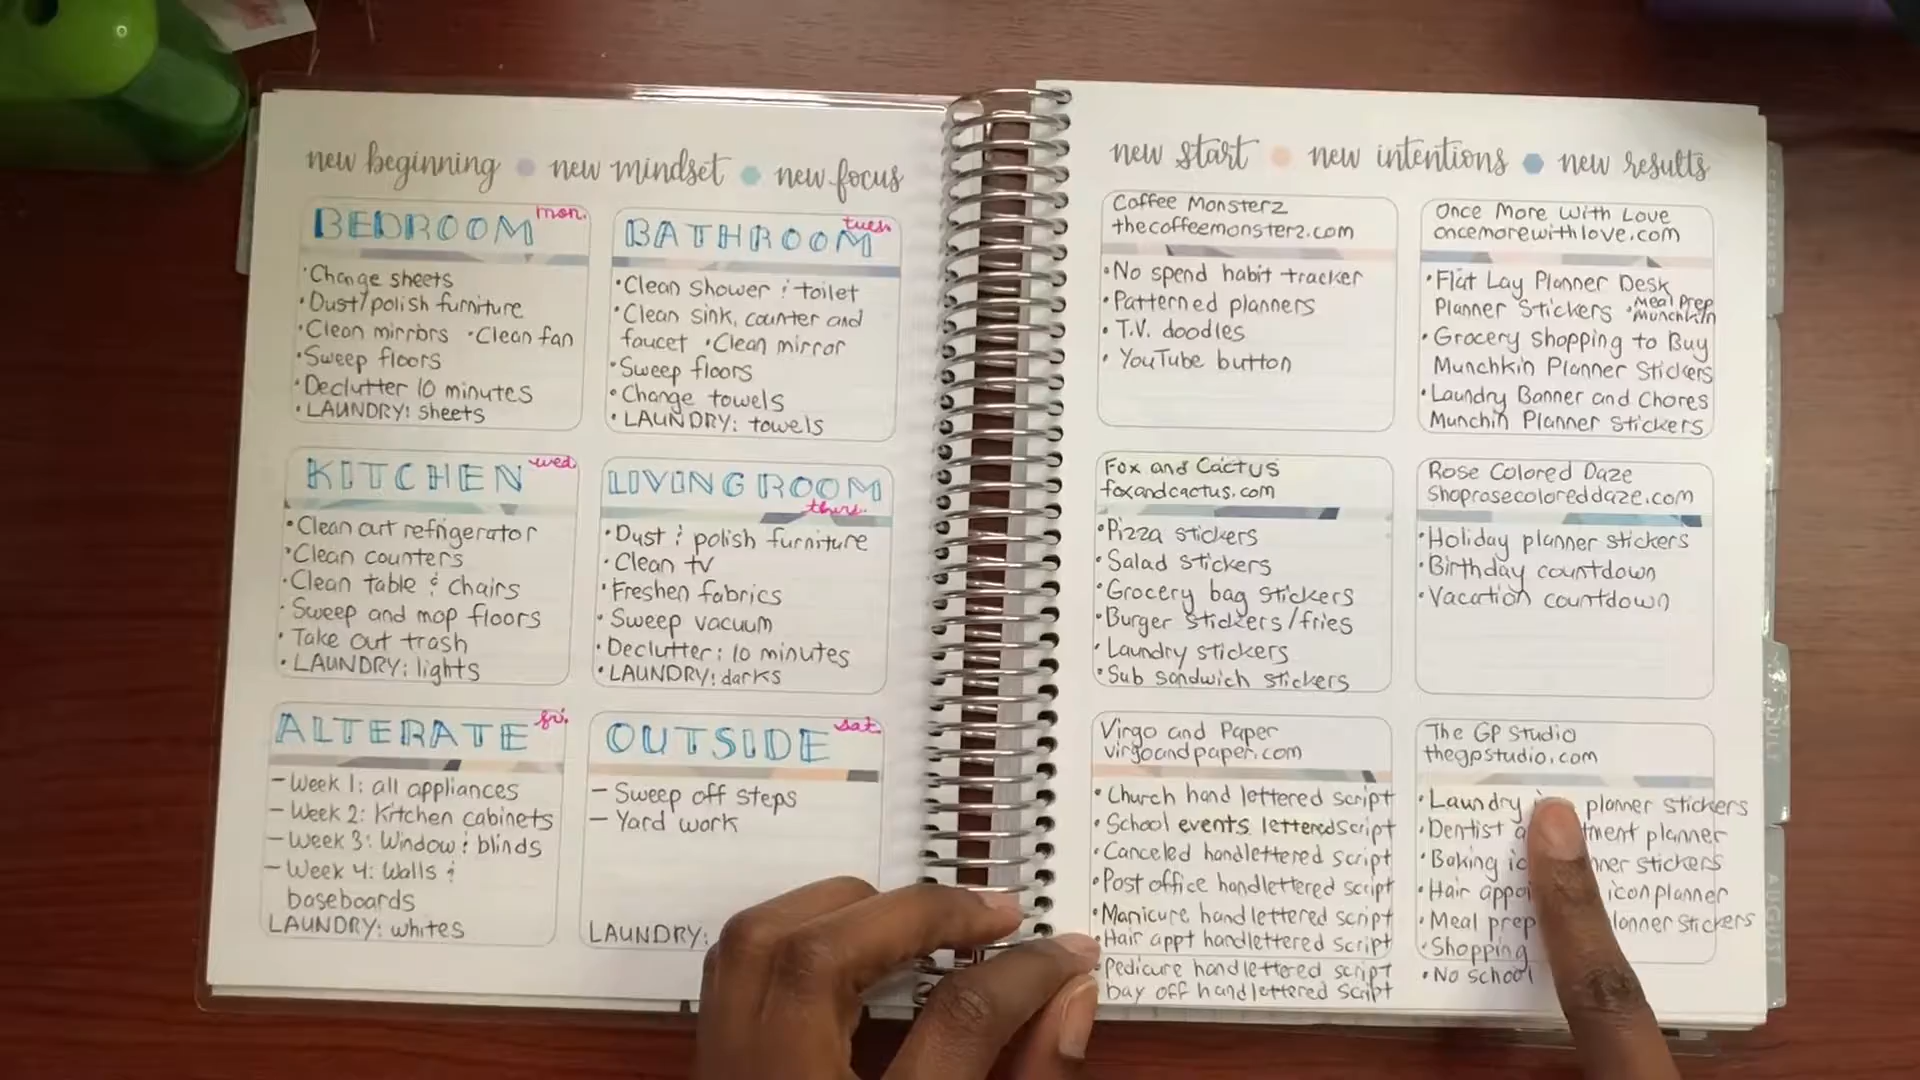 new beginning new mindset new focus
BEDROOM mon.
• Change sheets
• Dust/polish furniture
• Clean mirrors • Clean fan
• Sweep floors
• Declutter 10 minutes
• LAUNDRY: sheets
BATHROOM tues.
• Clean shower & toilet
• Clean sink, counter and
faucet • Clean mirror
• Sweep floors
• Change towels
• LAUNDRY: towels
KITCHEN wed.
• Clean out refrigerator
• Clean counters
• Clean table & chairs
• Sweep and mop floors
• Take out trash
• LAUNDRY: lights
LIVING ROOM
thurs.
• Dust & polish furniture
• Clean tv
• Freshen fabrics
• Sweep vacuum
• Declutter: 10 minutes
• LAUNDRY: darks
ALTERATE fri.
- Week 1: all appliances
- Week 2: Kitchen cabinets
- Week 3: Window & blinds
- Week 4: Walls &
baseboards
LAUNDRY: whites
OUTSIDE sat.
- Sweep off steps
- Yard work
LAUNDRY:
new start new intentions new results
Coffee Monsterz
thecoffeemonsterz.com
• No spend habit tracker
• Patterned planners
• T.V. doodles
• YouTube button
Once More With Love
oncemorewithlove.com
• Flat Lay Planner Desk
Planner Stickers • Meal Prep
Munchkin
• Grocery Shopping to Buy
Munchkin Planner Stickers
• Laundry Banner and Chores
Munchin Planner Stickers
Fox and Cactus
foxandcactus.com
• Pizza stickers
• Salad stickers
• Grocery bag stickers
• Burger stickers/fries
• Laundry stickers
• Sub sandwich stickers
Rose Colored Daze
shoprosecoloreddaze.com
• Holiday planner stickers
• Birthday countdown
• Vacation countdown
Virgo and Paper
virgoandpaper.com
• Church hand lettered script
• School events lettered script
• Canceled handlettered script
• Post office handlettered script
• Manicure handlettered script
• Hair appt handlettered script
• Pedicure handlettered script
• Day off handlettered script
The GP Studio
thegpstudio.com
• Laundry planner stickers
• Dentist planner
• Baking stickers
• Hair icon planner
• Meal prep planner stickers
• Shopping
• No school
JULY
AUGUST